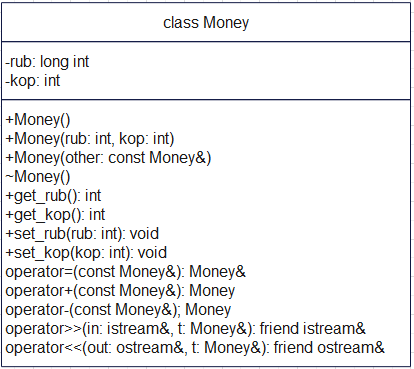 class Money
-rub: long int
-kop: int
+Money()
+Money(rub: int, kop: int)
+Money(other: const Money&)
~Money()
+get_rub(): int
+get_kop(): int
+set_rub(rub: int): void
+set_kop(kop: int): void
operator=(const Money&): Money&
operator+(const Money&): Money
operator-(const Money&); Money
operator>>(in: istream&, t: Money&): friend istream&
operator<<(out: ostream&, t: Money&): friend ostream&